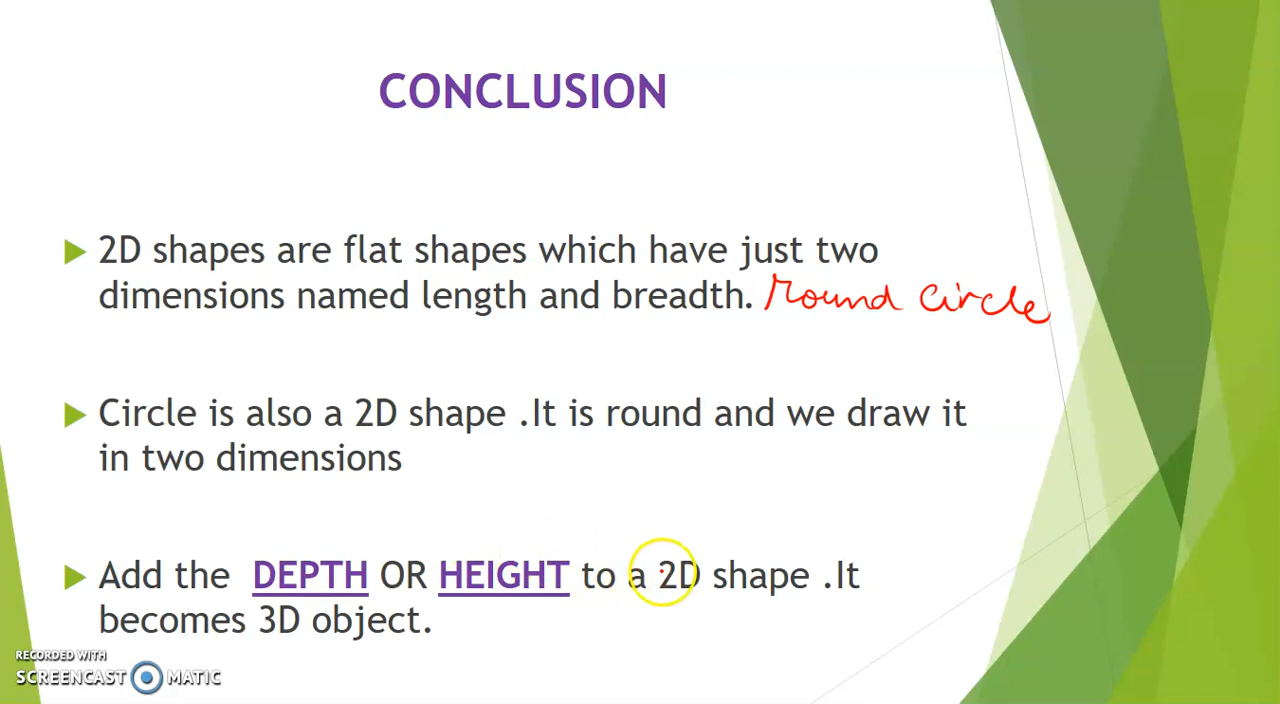 CONCLUSION
2D shapes are flat shapes which have just two
dimensions named length and breadth. round circle
Circle is also a 2D shape .It is round and we draw it
in two dimensions
Add the DEPTH OR HEIGHT to a 2D shape .It
becomes 3D object.
RECORDED WITH
SCREENCAST MATIC